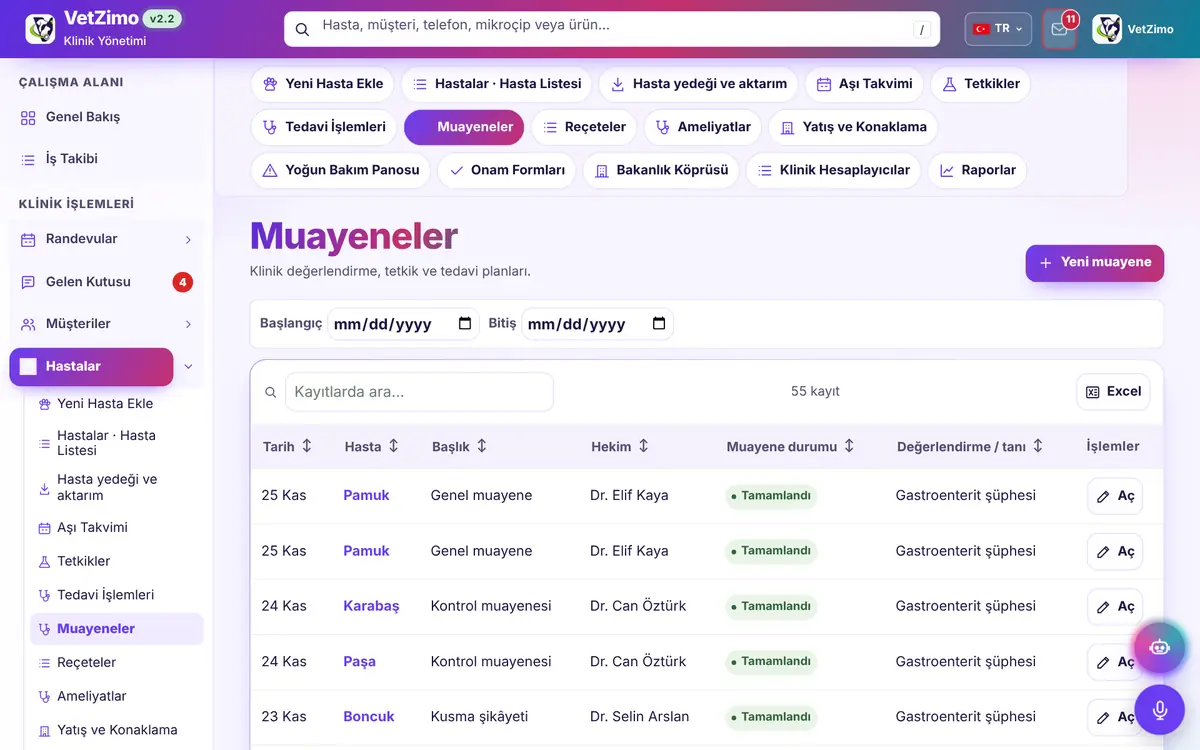 VetZimo v2.2
Klinik Yönetimi
Hasta, müşteri, telefon, mikroçip veya ürün... /
TR
11
VetZimo
ÇALIŞMA ALANI
Genel Bakış
İş Takibi
KLİNİK İŞLEMLERİ
Randevular
Gelen Kutusu 4
Müşteriler
Hastalar
Yeni Hasta Ekle
Hastalar · Hasta
Listesi
Hasta yedeği ve
aktarım
Aşı Takvimi
Tetkikler
Tedavi İşlemleri
Muayeneler
Reçeteler
Ameliyatlar
Yatış ve Konaklama
Yeni Hasta Ekle Hastalar · Hasta Listesi Hasta yedeği ve aktarım Aşı Takvimi Tetkikler
Tedavi İşlemleri Muayeneler Reçeteler Ameliyatlar Yatış ve Konaklama
Yoğun Bakım Panosu Onam Formları Bakanlık Köprüsü Klinik Hesaplayıcılar Raporlar
Muayeneler
Klinik değerlendirme, tetkik ve tedavi planları.
+ Yeni muayene
Başlangıç mm/dd/yyyy Bitiş mm/dd/yyyy
Kayıtlarda ara... 55 kayıt Excel
Tarih Hasta Başlık Hekim Muayene durumu Değerlendirme / tanı İşlemler
25 Kas Pamuk Genel muayene Dr. Elif Kaya Tamamlandı Gastroenterit şüphesi Aç
25 Kas Pamuk Genel muayene Dr. Elif Kaya Tamamlandı Gastroenterit şüphesi Aç
24 Kas Karabaş Kontrol muayenesi Dr. Can Öztürk Tamamlandı Gastroenterit şüphesi Aç
24 Kas Paşa Kontrol muayenesi Dr. Can Öztürk Tamamlandı Gastroenterit şüphesi Aç
23 Kas Boncuk Kusma şikâyeti Dr. Selin Arslan Tamamlandı Gastroenterit şüphesi Aç